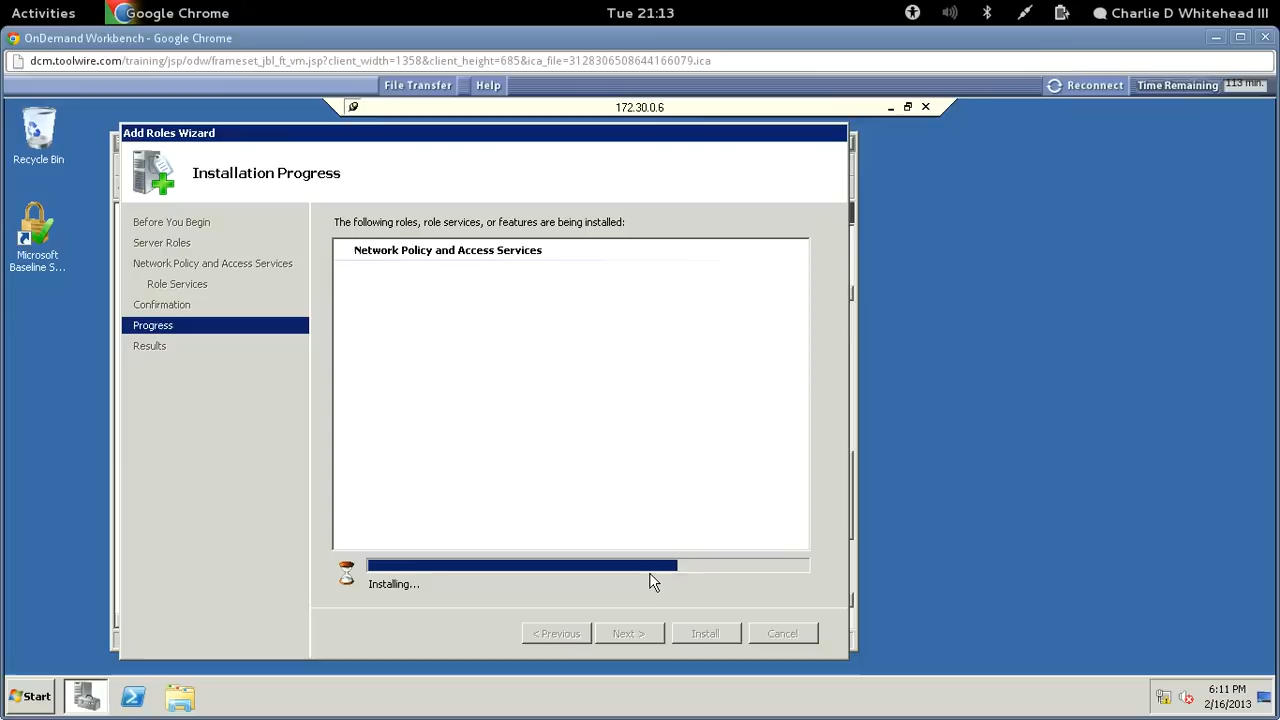 Activities
Google Chrome
Tue 21:13
Charlie D Whitehead III
OnDemand Workbench - Google Chrome
dcm.toolwire.com/training/jsp/odw/frameset_jbl_ft_vm.jsp?client_width=1358&client_height=685&ica_file=3128306508644166079.ica
File Transfer
Help
Reconnect
Time Remaining
113 min.
172.30.0.6
Recycle Bin
Microsoft
Baseline S...
Add Roles Wizard
Installation Progress
Before You Begin
Server Roles
Network Policy and Access Services
Role Services
Confirmation
Progress
Results
The following roles, role services, or features are being installed:
Network Policy and Access Services
Installing...
< Previous
Next >
Install
Cancel
Start
6:11 PM
2/16/2013